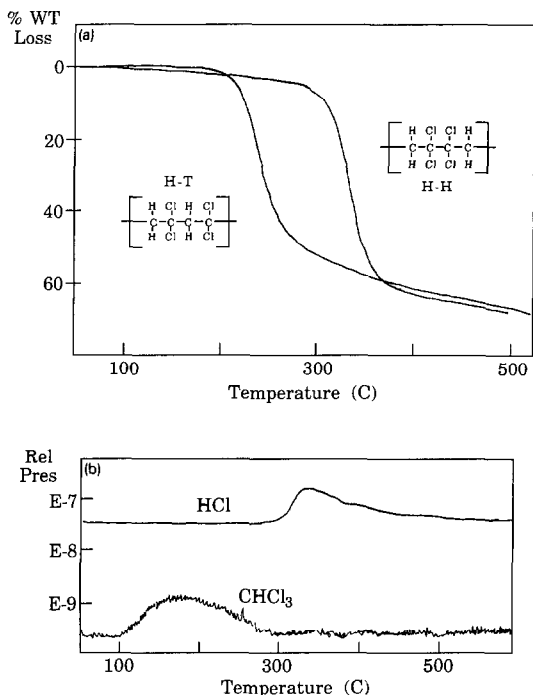 % WT
Loss
(a)
0
20
40
60
H-T
H Cl H Cl
C C C C
H Cl H Cl
H Cl Cl H
C C C C
H Cl Cl H
H-H
100 300 500
Temperature (C)
Rel
Pres
(b)
E-7
HCl
E-8
E-9
CHCl3
100 300 500
Temperature (C)